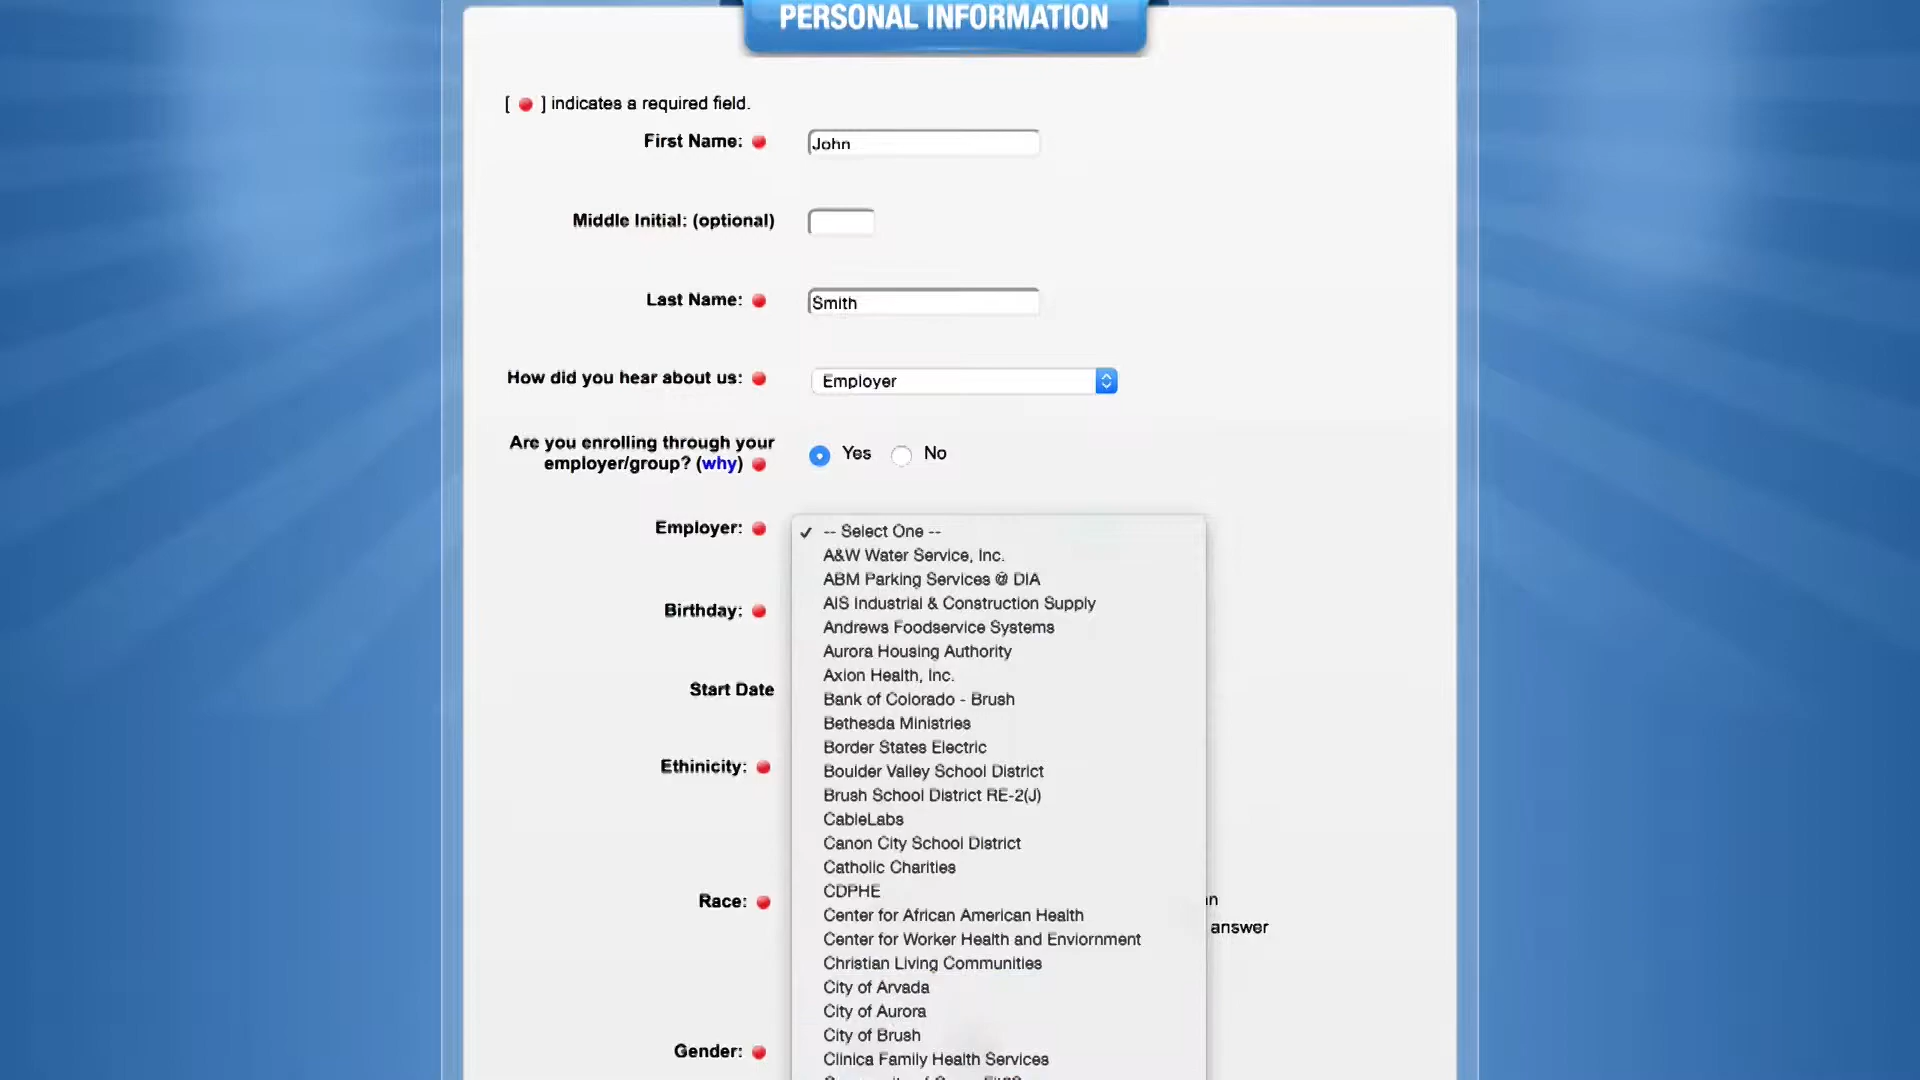 PERSONAL INFORMATION
[ ] indicates a required field.
First Name: John
Middle Initial: (optional)
Last Name: Smith
How did you hear about us: Employer
Are you enrolling through your
employer/group? (why) Yes No
Employer: ✓ -- Select One --
A&W Water Service, Inc.
ABM Parking Services @ DIA
AIS Industrial & Construction Supply
Birthday:
Andrews Foodservice Systems
Aurora Housing Authority
Axion Health, Inc.
Start Date
Bank of Colorado - Brush
Bethesda Ministries
Border States Electric
Ethinicity:
Boulder Valley School District
Brush School District RE-2(J)
CableLabs
Canon City School District
Catholic Charities
CDPHE
Race:
Center for African American Health
answer
Center for Worker Health and Enviornment
Christian Living Communities
City of Arvada
City of Aurora
City of Brush
Gender:
Clinica Family Health Services